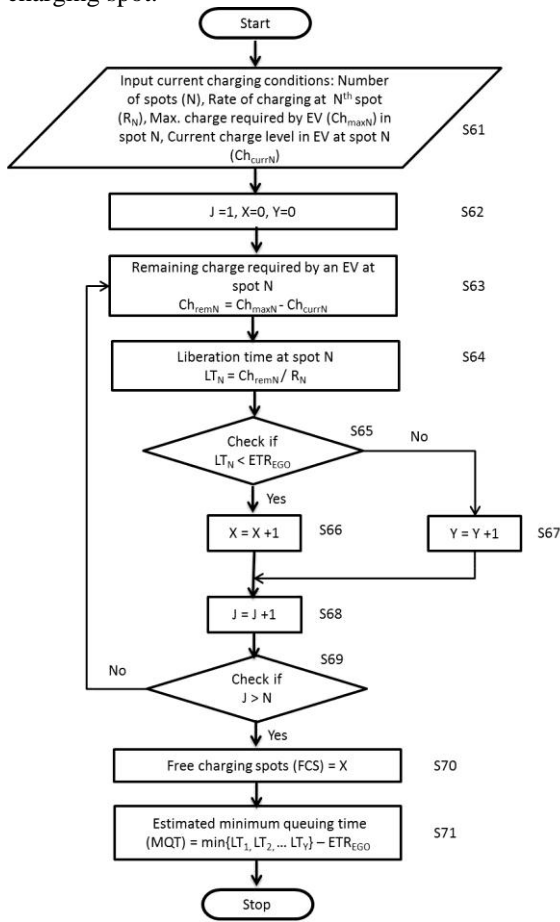 charging spot.
Start
Input current charging conditions: Number
of spots (N), Rate of charging at Nth spot
(RN), Max. charge required by EV (ChmaxN) in
spot N, Current charge level in EV at spot N
(ChcurrN)
S61
J =1, X=0, Y=0
S62
Remaining charge required by an EV at
spot N
ChremN = ChmaxN - ChcurrN
S63
Liberation time at spot N
LTN = ChremN / RN
S64
Check if
LTN < ETREGO
S65
No
Yes
X = X +1
S66
Y = Y +1
S67
J = J +1
S68
S69
No
Check if
J > N
Yes
Free charging spots (FCS) = X
S70
Estimated minimum queuing time
(MQT) = min{LT1, LT2, ... LTY} – ETREGO
S71
Stop